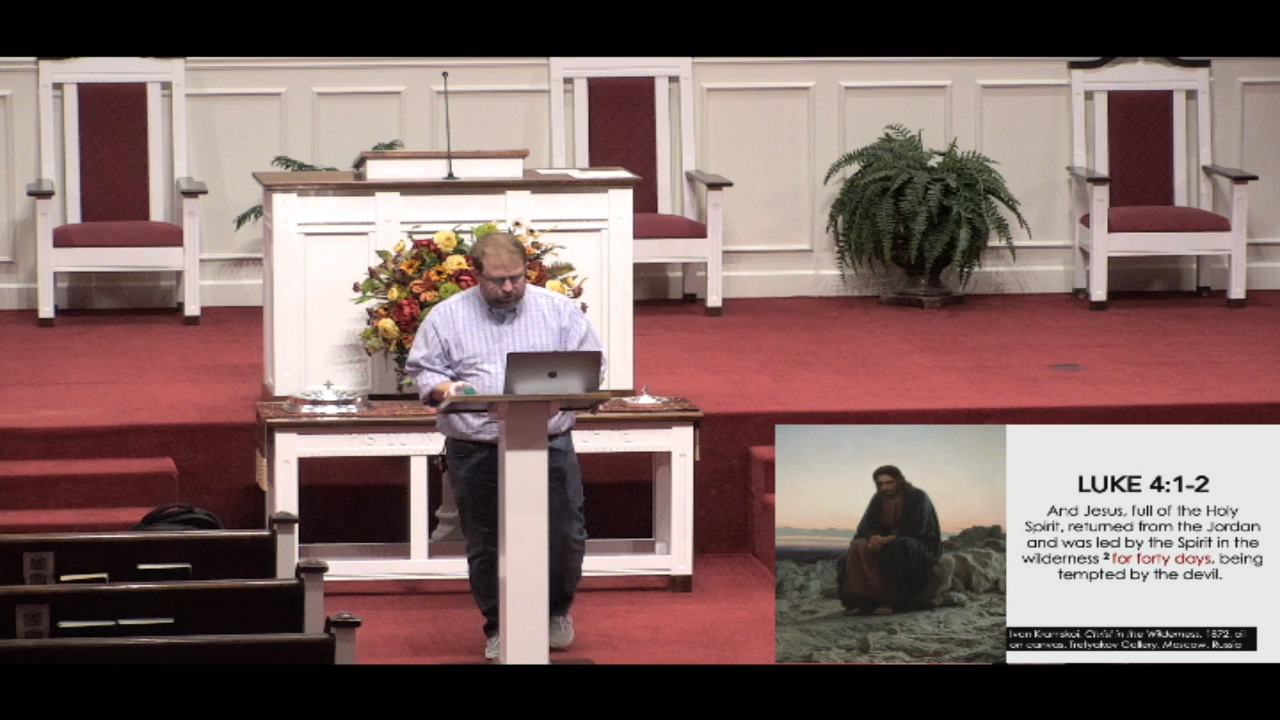 LUKE 4:1-2
And Jesus, full of the Holy
Spirit, returned from the Jordan
and was led by the Spirit in the
wilderness ² for forty days, being
tempted by the devil.
Ivan Kramskoi, Christ in the Wilderness, 1872, oil
on canvas, Tretyakov Gallery, Moscow, Russia